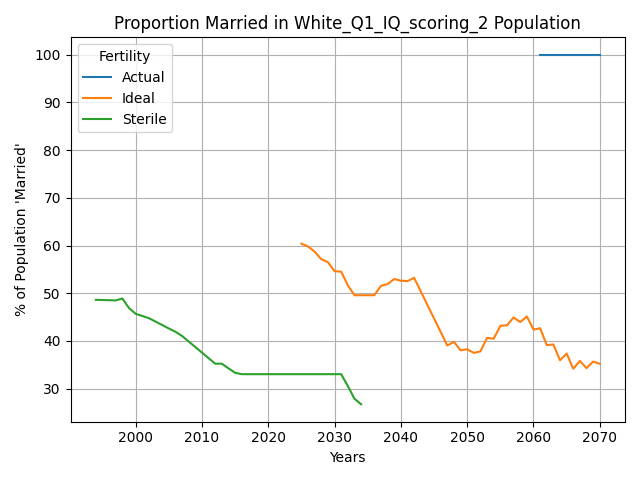 Proportion Married in White_Q1_IQ_scoring_2 Population
Fertility
Actual
Ideal
Sterile
% of Population 'Married'
100
90
80
70
60
50
40
30
2000
2010
2020
2030
2040
2050
2060
2070
Years